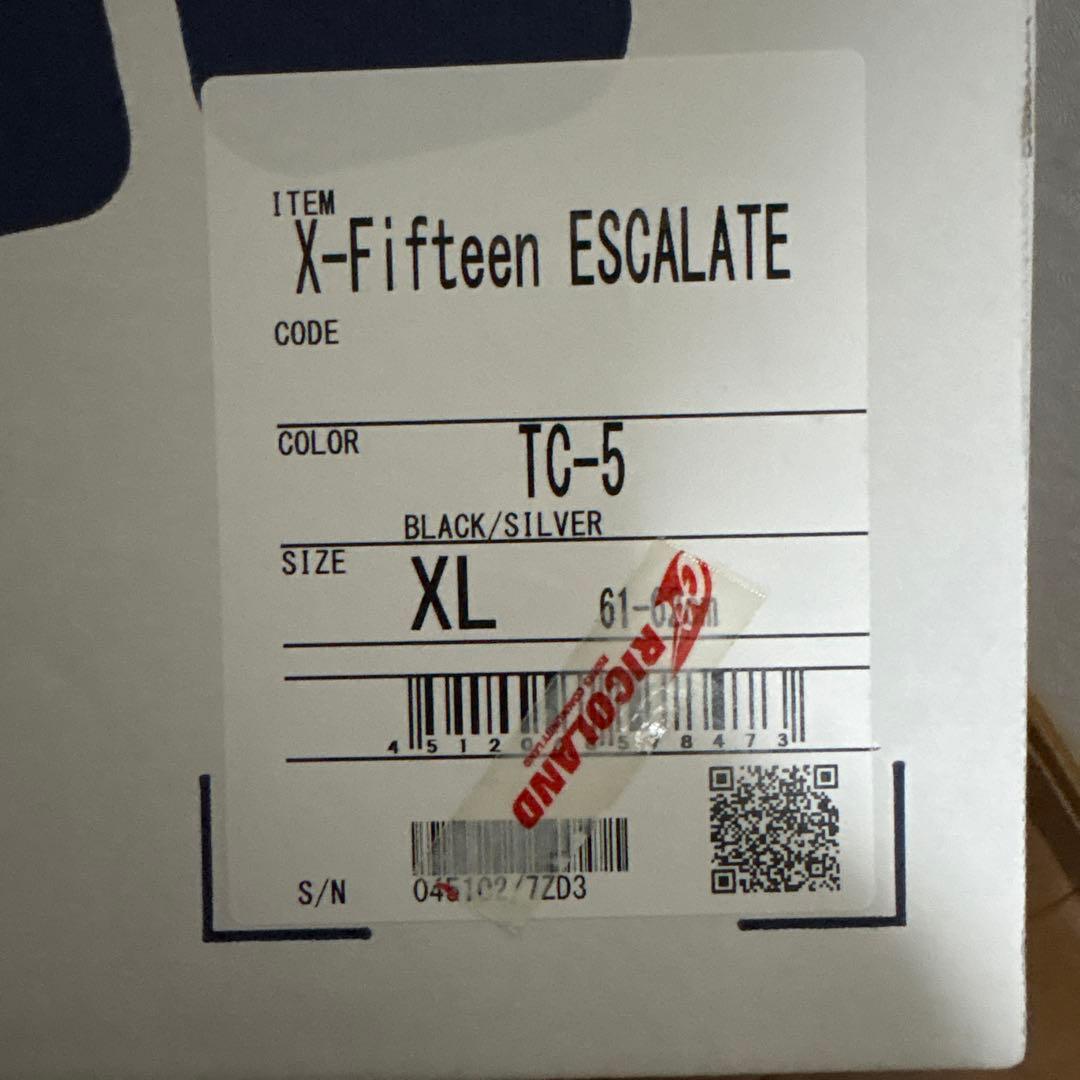 ITEM
X-Fifteen ESCALATE
CODE
COLOR
TC-5
BLACK/SILVER
SIZE
XL
RICOLAND
S/N